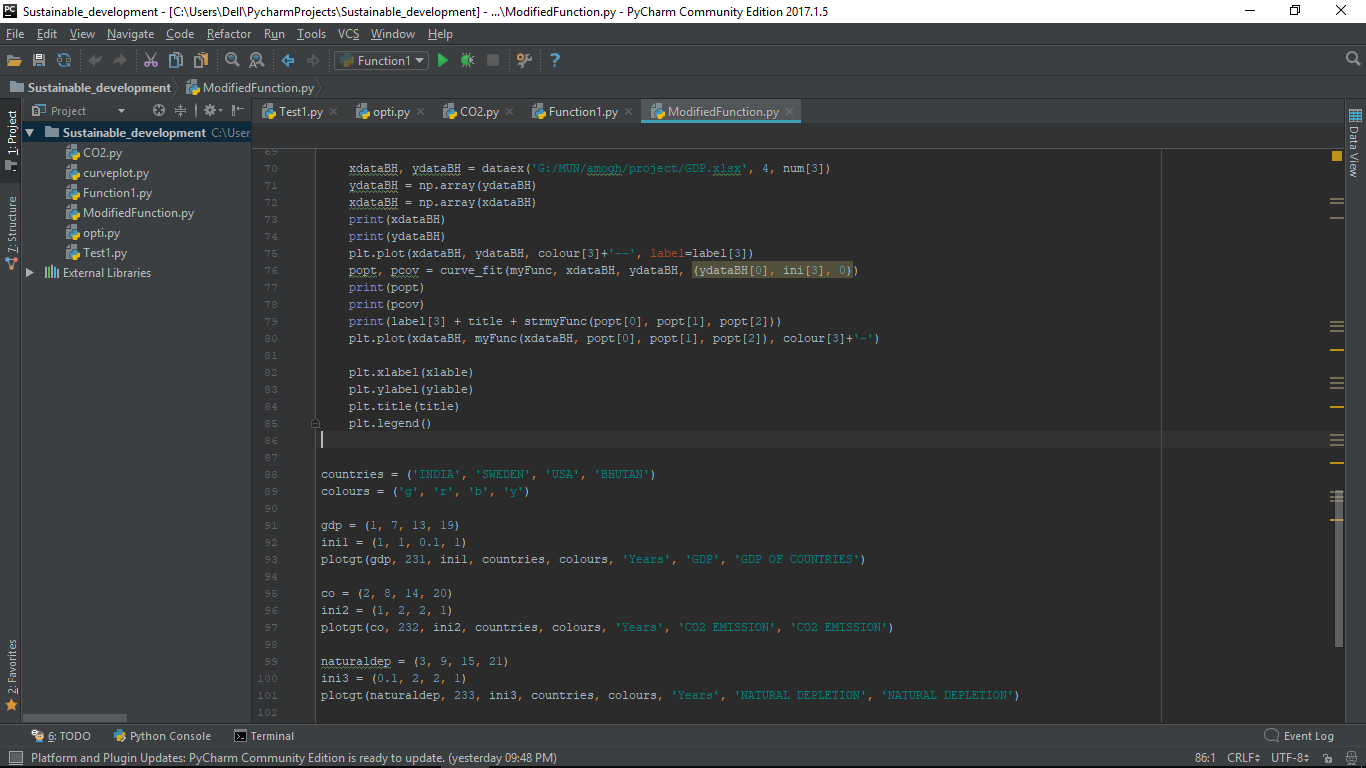 Sustainable_development - [C:\Users\Dell\PycharmProjects\Sustainable_development] - ...\ModifiedFunction.py - PyCharm Community Edition 2017.1.5
File Edit View Navigate Code Refactor Run Tools VCS Window Help
Function1
Sustainable_development ModifiedFunction.py
Project
Test1.py opti.py CO2.py Function1.py ModifiedFunction.py
1: Project
7: Structure
2: Favorites
Data View
Sustainable_development C:\User
CO2.py
curveplot.py
Function1.py
ModifiedFunction.py
opti.py
Test1.py
External Libraries
69
70 xdataBH, ydataBH = dataex('G:/MUN/amogh/project/GDP.xlsx', 4, num[3])
71 ydataBH = np.array(ydataBH)
72 xdataBH = np.array(xdataBH)
73 print(xdataBH)
74 print(ydataBH)
75 plt.plot(xdataBH, ydataBH, colour[3]+'--', label=label[3])
76 popt, pcov = curve_fit(myFunc, xdataBH, ydataBH, (ydataBH[0], ini[3], 0))
77 print(popt)
78 print(pcov)
79 print(label[3] + title + strmyFunc(popt[0], popt[1], popt[2]))
80 plt.plot(xdataBH, myFunc(xdataBH, popt[0], popt[1], popt[2]), colour[3]+'-')
81
82 plt.xlabel(xlable)
83 plt.ylabel(ylable)
84 plt.title(title)
85 plt.legend()
86
87
88 countries = ('INDIA', 'SWEDEN', 'USA', 'BHUTAN')
89 colours = ('g', 'r', 'b', 'y')
90
91 gdp = (1, 7, 13, 19)
92 ini1 = (1, 1, 0.1, 1)
93 plotgt(gdp, 231, ini1, countries, colours, 'Years', 'GDP', 'GDP OF COUNTRIES')
94
95 co = (2, 8, 14, 20)
96 ini2 = (1, 2, 2, 1)
97 plotgt(co, 232, ini2, countries, colours, 'Years', 'CO2 EMISSION', 'CO2 EMISSION')
98
99 naturaldep = (3, 9, 15, 21)
100 ini3 = (0.1, 2, 2, 1)
101 plotgt(naturaldep, 233, ini3, countries, colours, 'Years', 'NATURAL DEPLETION', 'NATURAL DEPLETION')
102
6: TODO Python Console Terminal Event Log
Platform and Plugin Updates: PyCharm Community Edition is ready to update. (yesterday 09:48 PM) 86:1 CRLF UTF-8